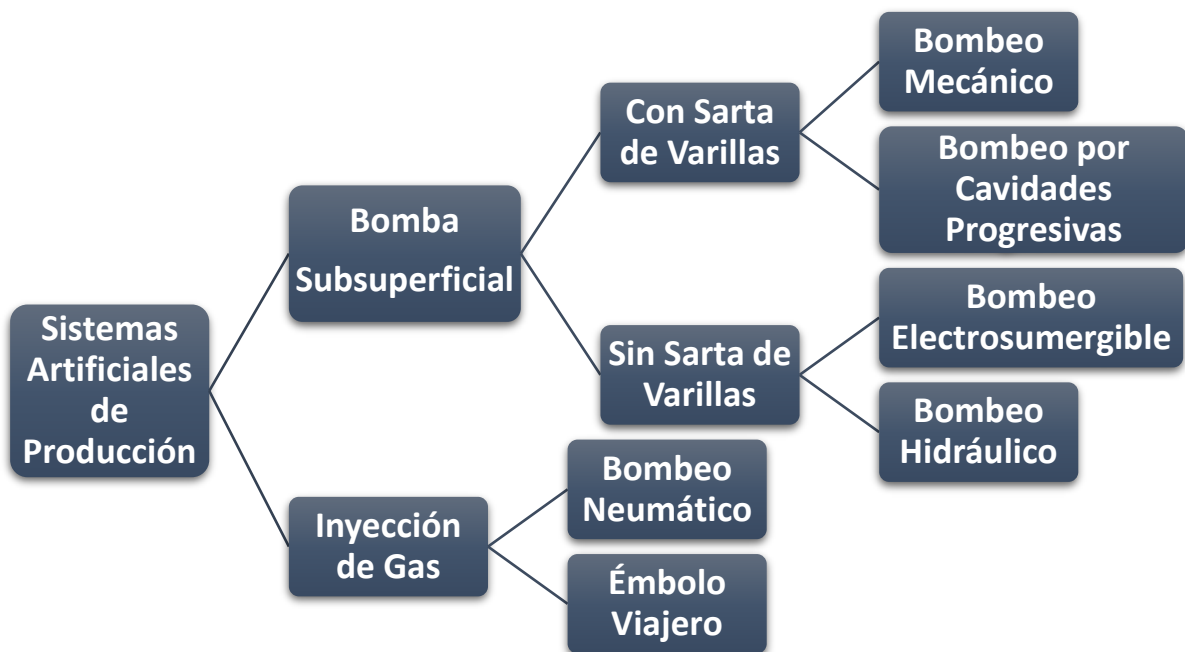 Sistemas
Artificiales
de
Producción
Bomba
Subsuperficial
Con Sarta
de Varillas
Bombeo
Mecánico
Bombeo por
Cavidades
Progresivas
Sin Sarta de
Varillas
Bombeo
Electrosumergible
Bombeo
Hidráulico
Inyección
de Gas
Bombeo
Neumático
Émbolo
Viajero